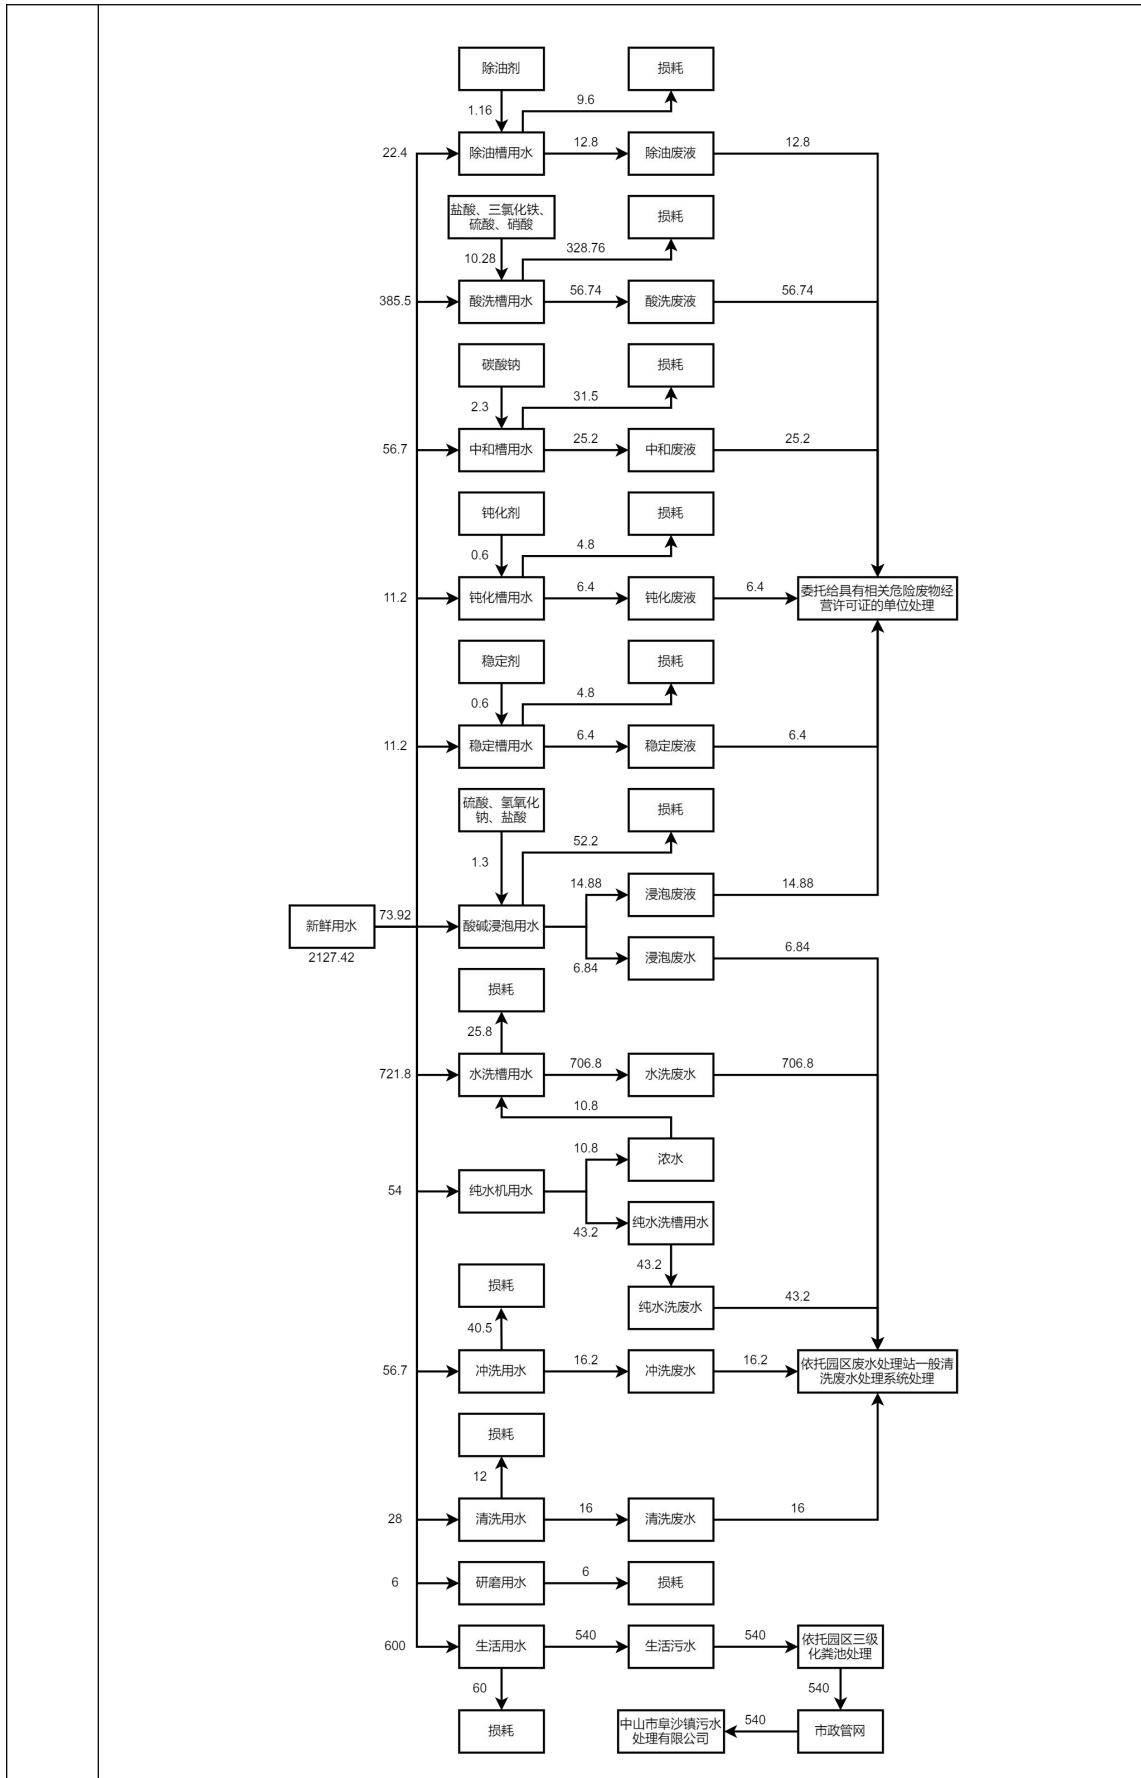 除油剂
损耗
1.16
9.6
22.4
除油槽用水
12.8
除油废液
12.8
盐酸、三氯化铁、
硫酸、硝酸
损耗
10.28
328.76
385.5
酸洗槽用水
56.74
酸洗废液
56.74
碳酸钠
损耗
2.3
31.5
56.7
中和槽用水
25.2
中和废液
25.2
钝化剂
损耗
0.6
4.8
11.2
钝化槽用水
6.4
钝化废液
6.4
委托给具有相关危险废物经
营许可证的单位处理
稳定剂
损耗
0.6
4.8
11.2
稳定槽用水
6.4
稳定废液
6.4
硫酸、氢氧化
钠、盐酸
损耗
1.3
52.2
14.88
浸泡废液
14.88
新鲜用水
2127.42
73.92
酸碱浸泡用水
6.84
浸泡废水
6.84
损耗
25.8
721.8
水洗槽用水
706.8
水洗废水
706.8
10.8
10.8
浓水
54
纯水机用水
43.2
纯水洗槽用水
43.2
纯水洗废水
43.2
损耗
40.5
56.7
冲洗用水
16.2
冲洗废水
16.2
依托园区废水处理站一般清
洗废水处理系统处理
损耗
12
28
清洗用水
16
清洗废水
16
6
研磨用水
6
损耗
600
生活用水
540
生活污水
540
依托园区三级
化粪池处理
60
540
损耗
中山市阜沙镇污水
处理有限公司
540
市政管网